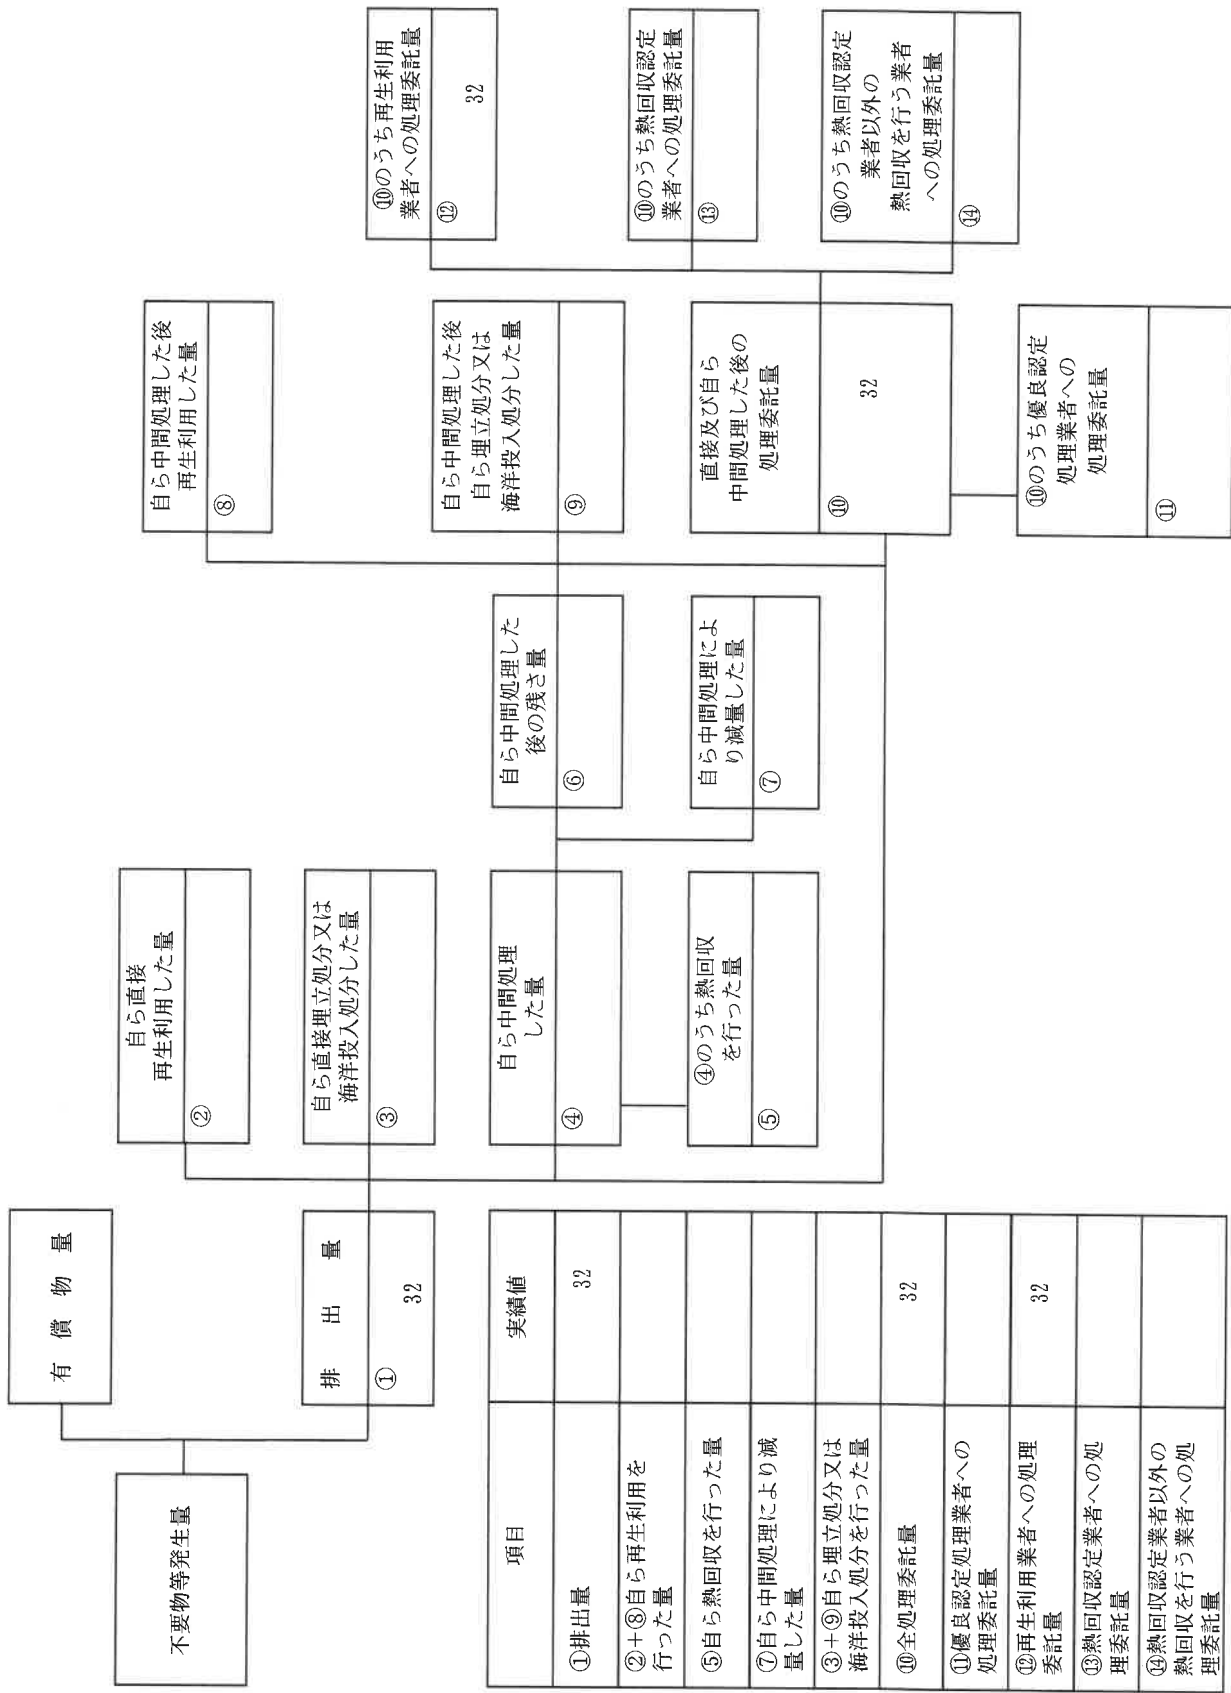 不要物等発生量
有償物量
排出量
①
32
自ら直接
再生利用した量
②
自ら直接埋立処分又は
海洋投入処分した量
③
自ら中間処理
した量
④
④のうち熱回収
を行った量
⑤
自ら中間処理した
後の残さ量
⑥
自ら中間処理によ
り減量した量
⑦
自ら中間処理した後
再生利用した量
⑧
自ら中間処理した後
自ら埋立処分又は
海洋投入処分した量
⑨
直接及び自ら
中間処理した後の
処理委託量
⑩
32
⑩のうち優良認定
処理業者への
処理委託量
⑪
⑩のうち再生利用
業者への処理委託量
⑫
32
⑩のうち熱回収認定
業者への処理委託量
⑬
⑩のうち熱回収認定
業者以外の
熱回収を行う業者
への処理委託量
⑭
項目 実績値
①排出量 32
②+⑧自ら再生利用を
行った量
⑤自ら熱回収を行った量
⑦自ら中間処理により減
量した量
③+⑨自ら埋立処分又は
海洋投入処分を行った量
⑩全処理委託量 32
⑪優良認定処理業者への
処理委託量
⑫再生利用業者への処理
委託量 32
⑬熱回収認定業者への処
理委託量
⑭熱回収認定業者以外の
熱回収を行う業者への処
理委託量